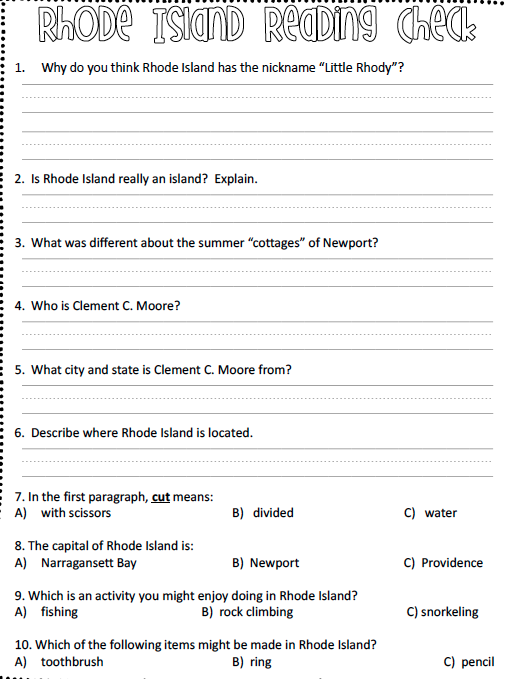 Rhode Island Reading Check
1. Why do you think Rhode Island has the nickname “Little Rhody”?
2. Is Rhode Island really an island? Explain.
3. What was different about the summer “cottages” of Newport?
4. Who is Clement C. Moore?
5. What city and state is Clement C. Moore from?
6. Describe where Rhode Island is located.
7. In the first paragraph, cut means:
A) with scissors B) divided C) water
8. The capital of Rhode Island is:
A) Narragansett Bay B) Newport C) Providence
9. Which is an activity you might enjoy doing in Rhode Island?
A) fishing B) rock climbing C) snorkeling
10. Which of the following items might be made in Rhode Island?
A) toothbrush B) ring C) pencil